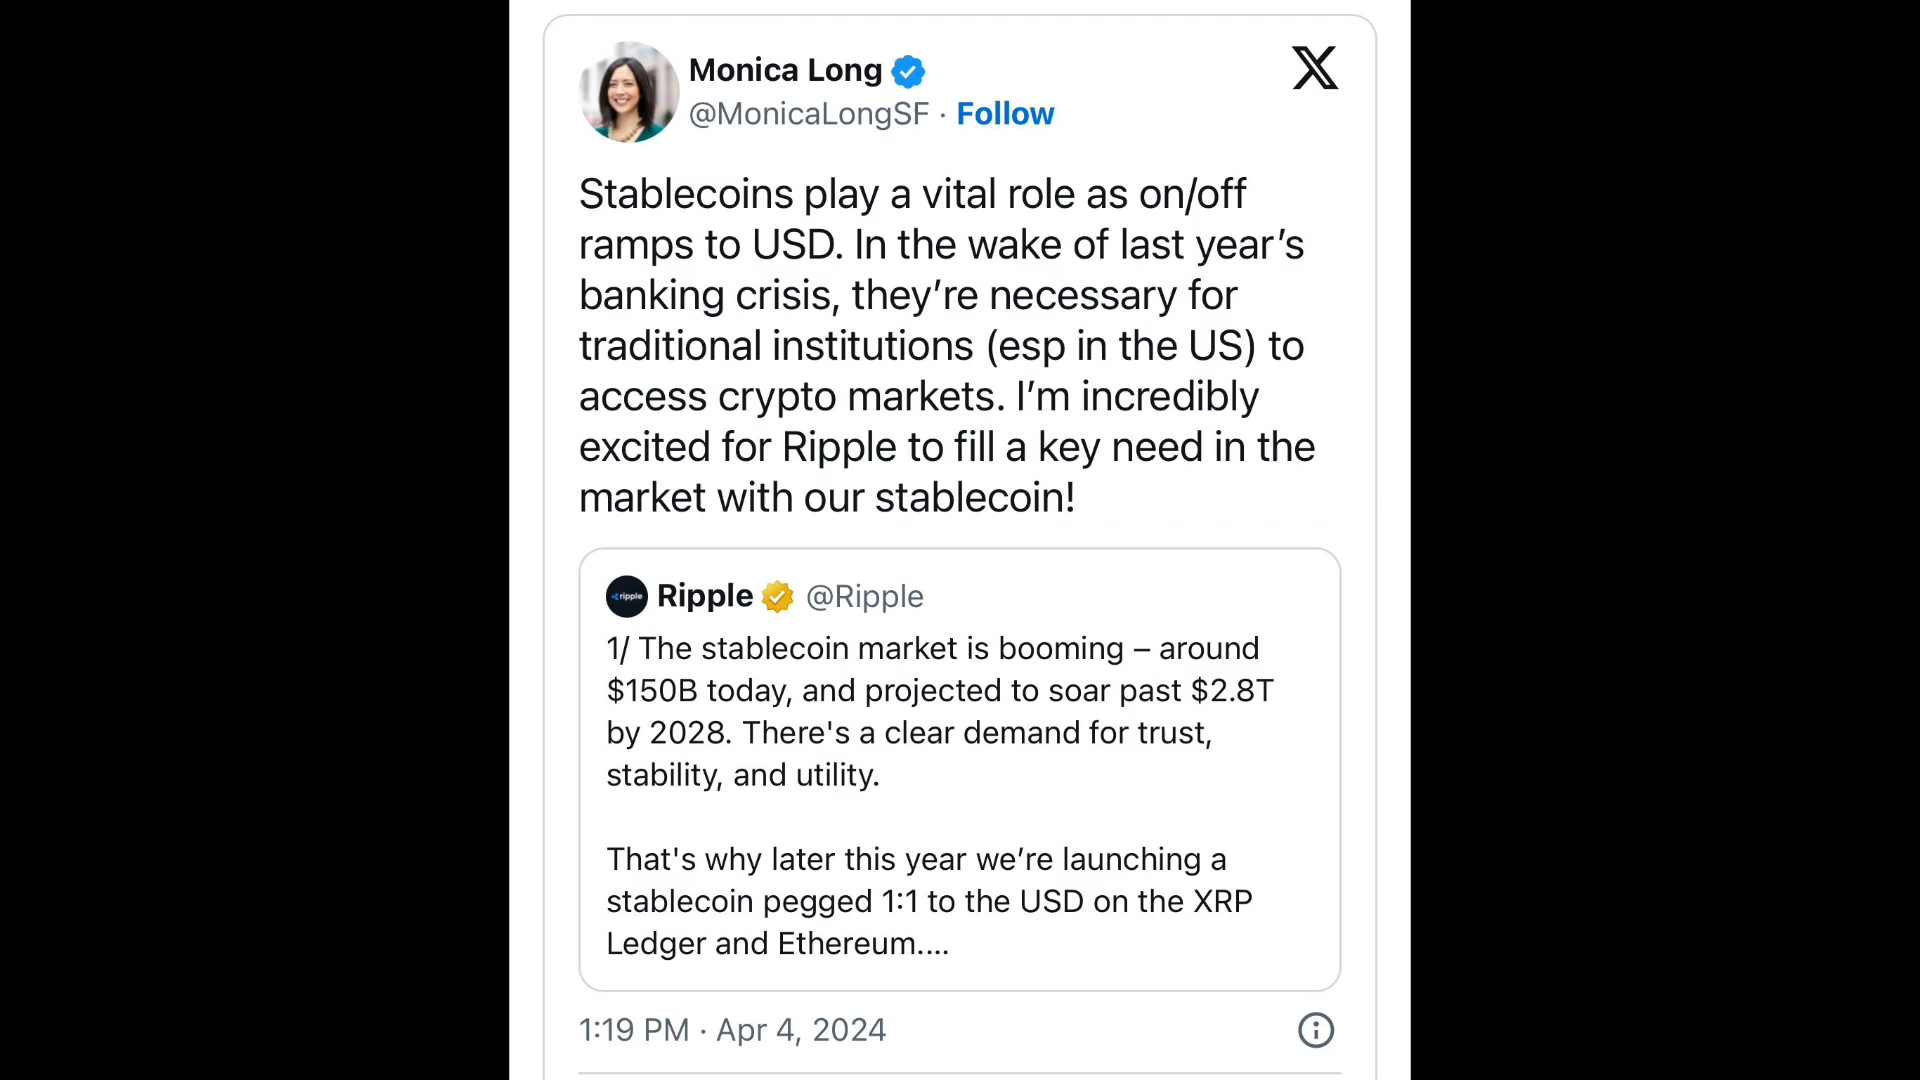 Monica Long
@MonicaLongSF · Follow
Stablecoins play a vital role as on/off
ramps to USD. In the wake of last year’s
banking crisis, they’re necessary for
traditional institutions (esp in the US) to
access crypto markets. I’m incredibly
excited for Ripple to fill a key need in the
market with our stablecoin!
ripple
Ripple @Ripple
1/ The stablecoin market is booming – around
$150B today, and projected to soar past $2.8T
by 2028. There's a clear demand for trust,
stability, and utility.
That's why later this year we’re launching a
stablecoin pegged 1:1 to the USD on the XRP
Ledger and Ethereum....
1:19 PM · Apr 4, 2024